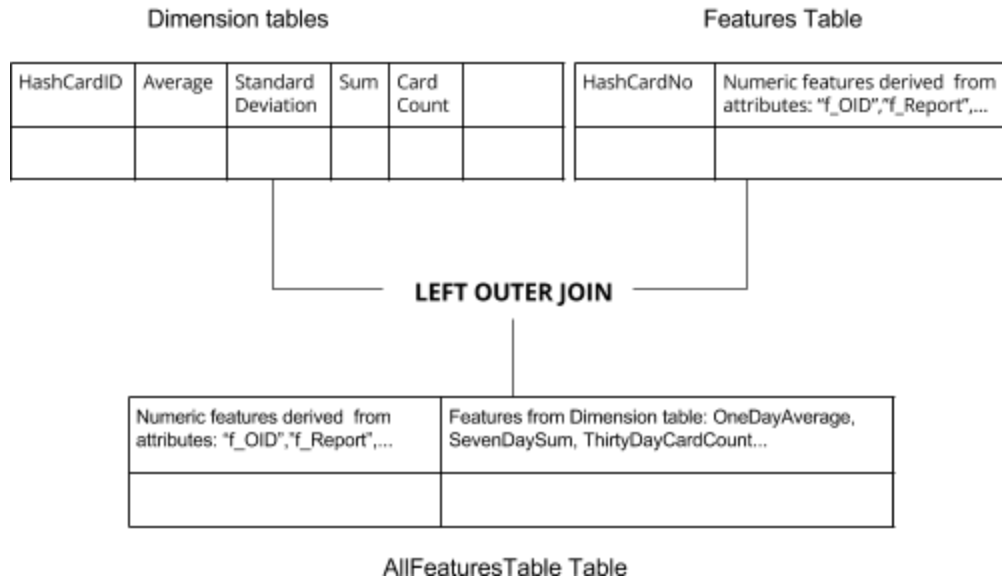 Dimension tables
Features Table
HashCardID
Average
Standard
Deviation
Sum
Card
Count
HashCardNo
Numeric features derived from
attributes: “f_OID”,”f_Report”,...
LEFT OUTER JOIN
Numeric features derived from
attributes: “f_OID”,”f_Report”,...
Features from Dimension table: OneDayAverage,
SevenDaySum, ThirtyDayCardCount...
AllFeaturesTable Table